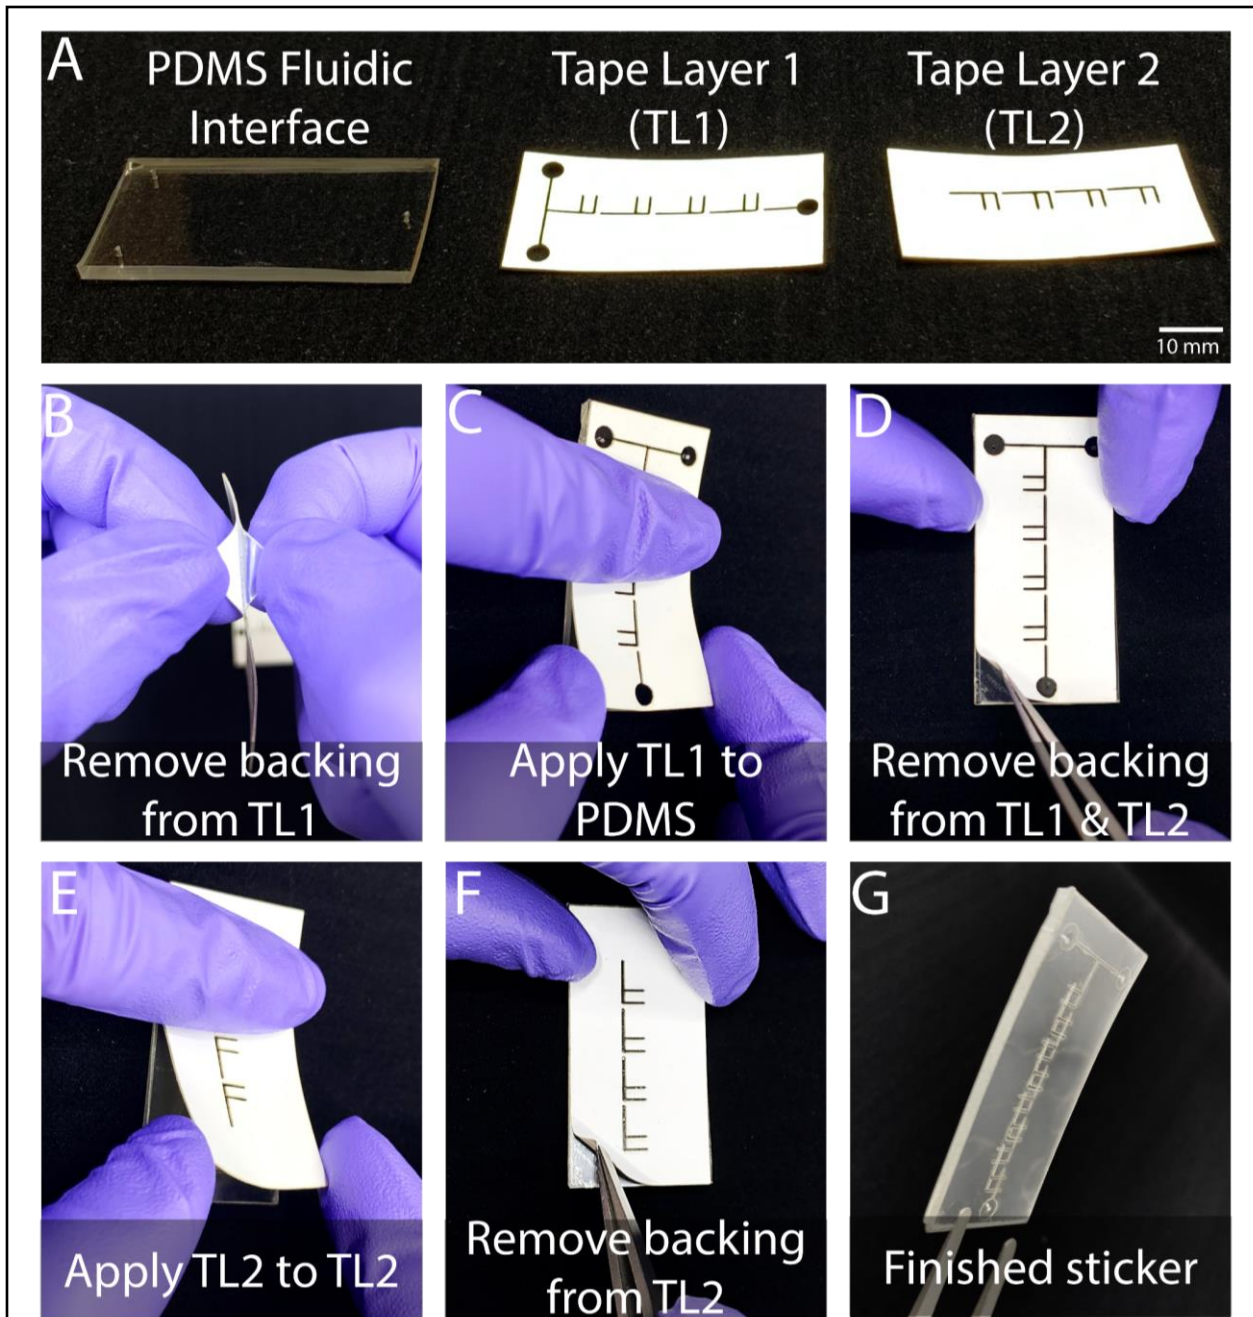 A
PDMS Fluidic
Interface
Tape Layer 1
(TL1)
Tape Layer 2
(TL2)
10 mm
B
Remove backing
from TL1
C
Apply TL1 to
PDMS
D
Remove backing
from TL1 & TL2
E
Apply TL2 to TL2
F
Remove backing
from TL2
G
Finished sticker